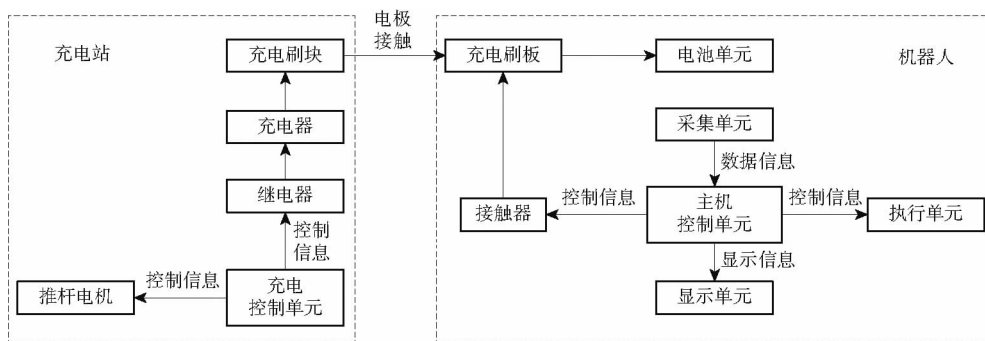 充电站
充电刷块
电极
接触
充电刷板
电池单元
机器人
充电器
采集单元
数据信息
继电器
控制
信息
接触器
控制信息
主机
控制单元
控制信息
执行单元
显示信息
显示单元
推杆电机
控制信息
充电
控制单元